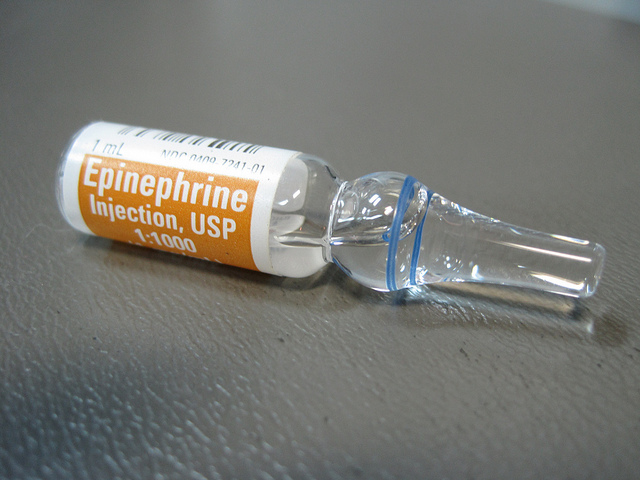 1 mL
NDC 0409-7241-01
Epinephrine
Injection, USP
1:1000